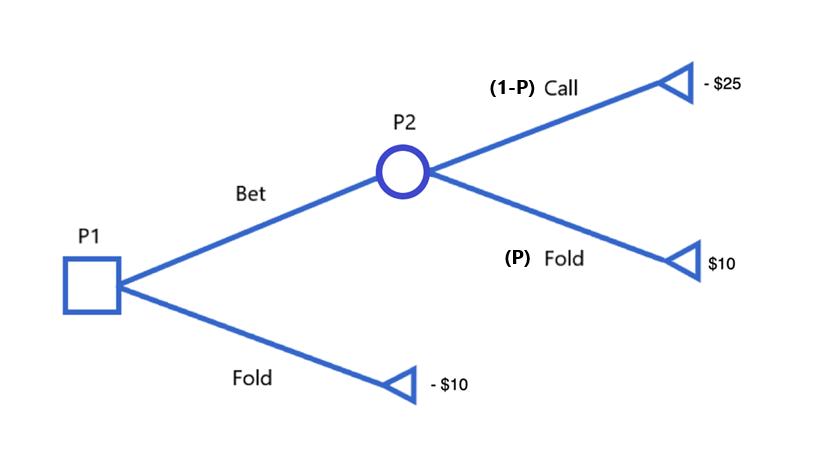 (1-P) Call
- $25
P2
Bet
P1
(P) Fold
$10
Fold
- $10